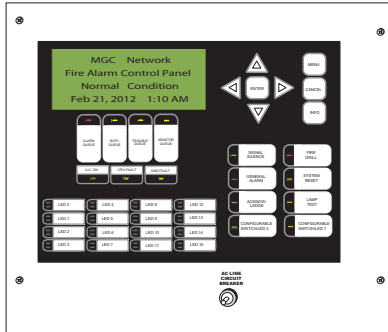 MGC Network
Fire Alarm Control Panel
Normal Condition
Feb 21, 2012 1:10 AM
MENU
ENTER
CANCEL
INFO
ALARM QUEUE
SUPV. QUEUE
TROUBLE QUEUE
MONITOR QUEUE
A.C. ON
CPU FAULT
GND FAULT
SIGNAL SILENCE
FIRE DRILL
GENERAL ALARM
SYSTEM RESET
ACKNOW LEDGE
LAMP TEST
CONFIGURABLE SWITCH/LED 3
CONFIGURABLE SWITCH/LED 7
LED 0
LED 4
LED 8
LED 12
LED 1
LED 5
LED 9
LED 13
LED 2
LED 6
LED 10
LED 14
LED 3
LED 7
LED 11
LED 15
AC LINE
CIRCUIT
BREAKER